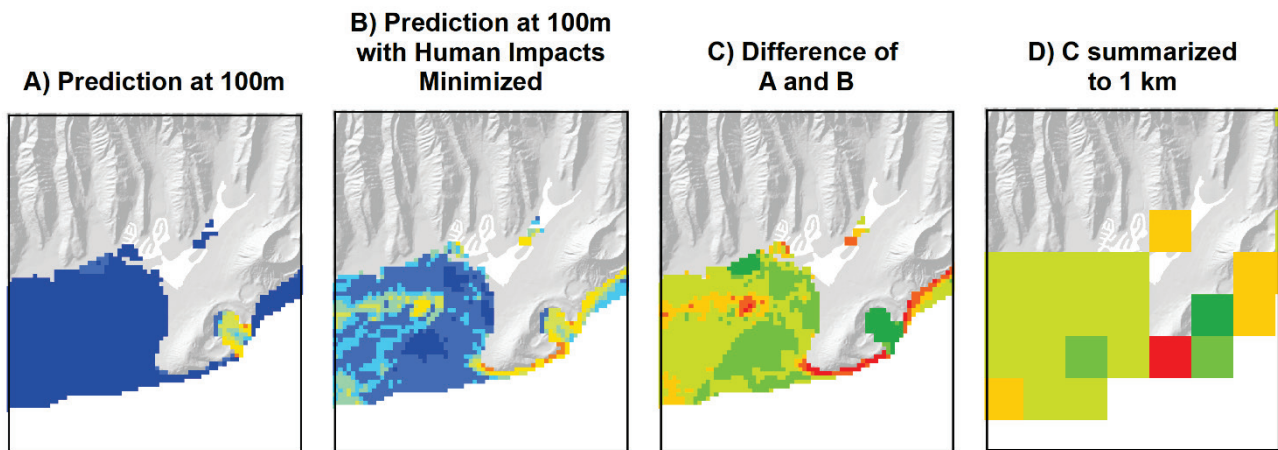 A) Prediction at 100m
B) Prediction at 100m
with Human Impacts
Minimized
C) Difference of
A and B
D) C summarized
to 1 km